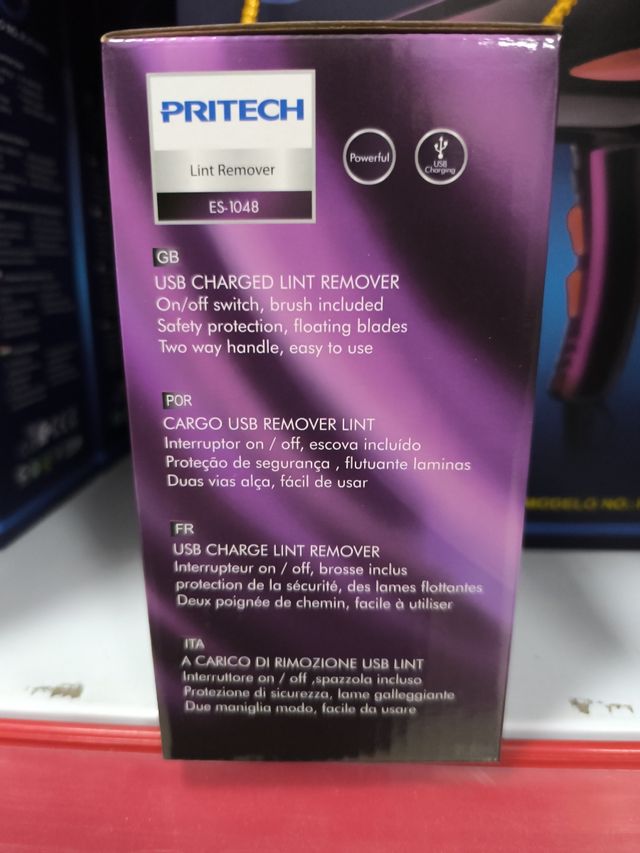 PRITECH
Lint Remover
ES-1048
Powerful
USB
Charging
GB
USB CHARGED LINT REMOVER
On/off switch, brush included
Safety protection, floating blades
Two way handle, easy to use
POR
CARGO USB REMOVER LINT
Interruptor on / off, escova incluído
Proteção de segurança , flutuante laminas
Duas vias alça, fácil de usar
FR
USB CHARGE LINT REMOVER
Interrupteur on / off, brosse inclus
protection de la sécurité, des lames flottantes
Deux poignée de chemin, facile à utiliser
ITA
A CARICO DI RIMOZIONE USB LINT
Interruttore on / off ,spazzola incluso
Protezione di sicurezza, lame galleggiante
Due maniglia modo, facile da usare
MODELO NO.